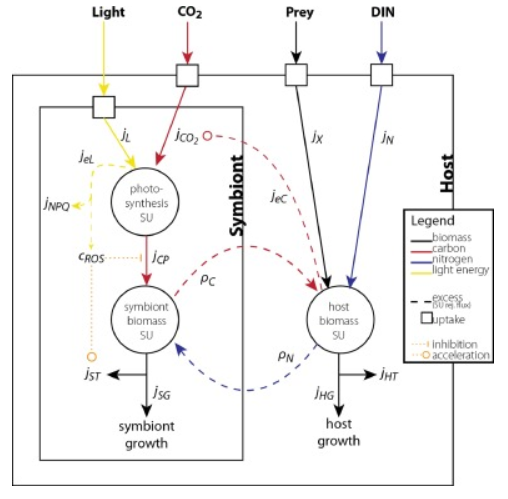 Light
CO₂
Prey
DIN
jL
jCO₂
jX
jN
jeL
jNPQ
photo-
synthesis
SU
Symbiont
Host
jeC
cROS
jCP
ρC
symbiont
biomass
SU
host
biomass
SU
ρN
jST
jSG
jHT
jHG
symbiont
growth
host
growth
Legend
biomass
carbon
nitrogen
light energy
excess
(SU rej. flux)
uptake
inhibition
acceleration